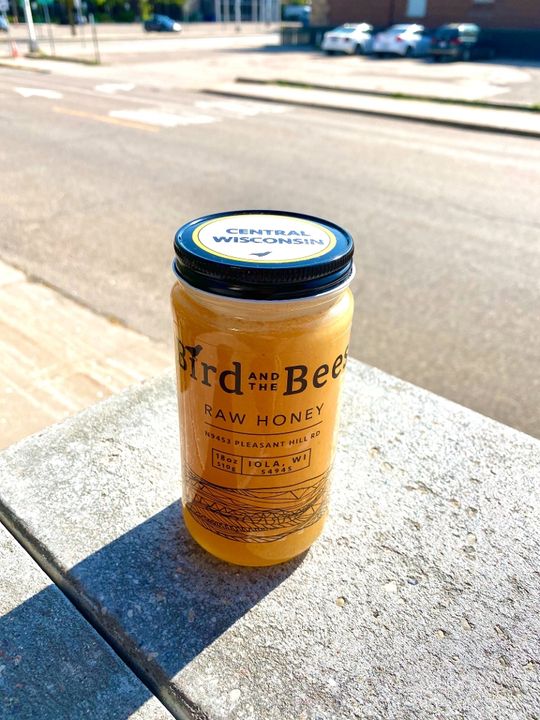 CENTRAL
WISCONSIN
Bird AND THE Bees
RAW HONEY
N9453 PLEASANT HILL RD
18oz
510g
IOLA, WI
54945